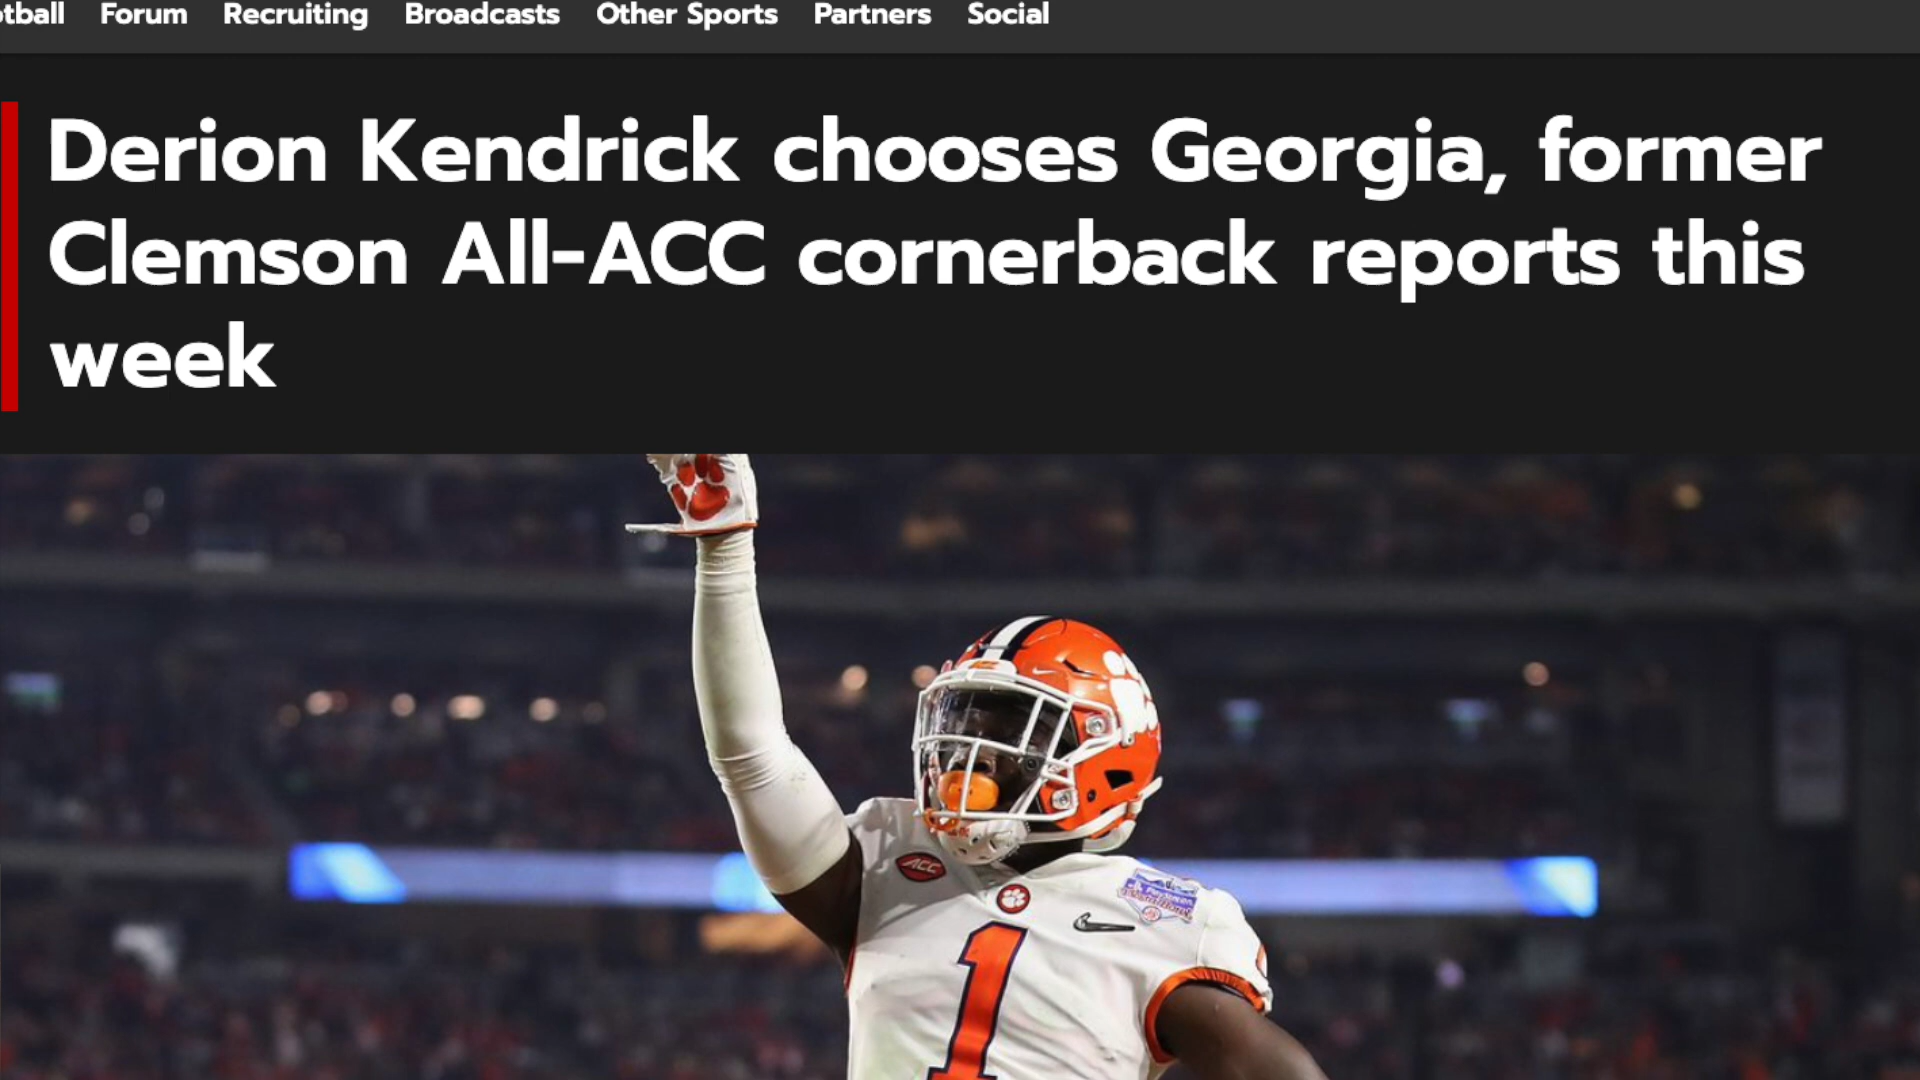 tball Forum Recruiting Broadcasts Other Sports Partners Social
Derion Kendrick chooses Georgia, former
Clemson All-ACC cornerback reports this
week
ACC
1